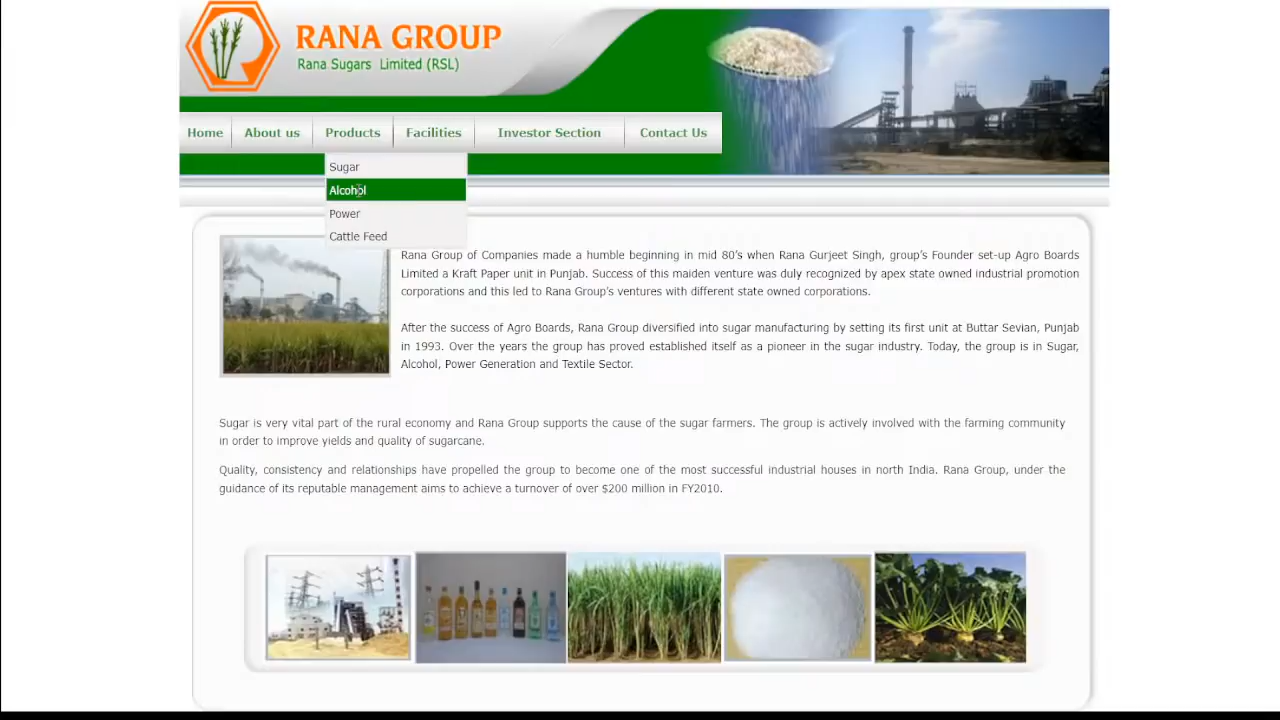 RANA GROUP
Rana Sugars Limited (RSL)
Home About us Products Facilities Investor Section Contact Us
Sugar
Alcohol
Power
Cattle Feed
Rana Group of Companies made a humble beginning in mid 80's when Rana Gurjeet Singh, group's Founder set-up Agro Boards
Limited a Kraft Paper unit in Punjab. Success of this maiden venture was duly recognized by apex state owned industrial promotion
corporations and this led to Rana Group's ventures with different state owned corporations.
After the success of Agro Boards, Rana Group diversified into sugar manufacturing by setting its first unit at Buttar Sevian, Punjab
in 1993. Over the years the group has proved established itself as a pioneer in the sugar industry. Today, the group is in Sugar,
Alcohol, Power Generation and Textile Sector.
Sugar is very vital part of the rural economy and Rana Group supports the cause of the sugar farmers. The group is actively involved with the farming community
in order to improve yields and quality of sugarcane.
Quality, consistency and relationships have propelled the group to become one of the most successful industrial houses in north India. Rana Group, under the
guidance of its reputable management aims to achieve a turnover of over $200 million in FY2010.